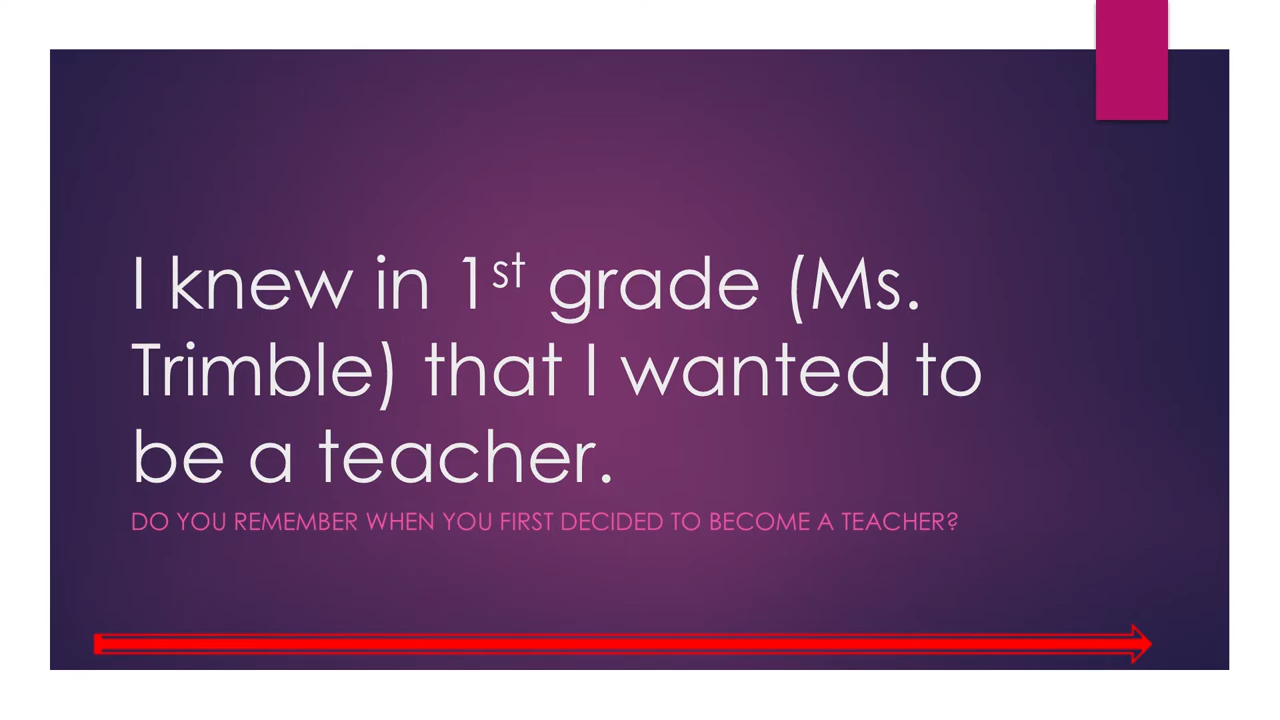 I knew in 1st grade (Ms.
Trimble) that I wanted to
be a teacher.
DO YOU REMEMBER WHEN YOU FIRST DECIDED TO BECOME A TEACHER?